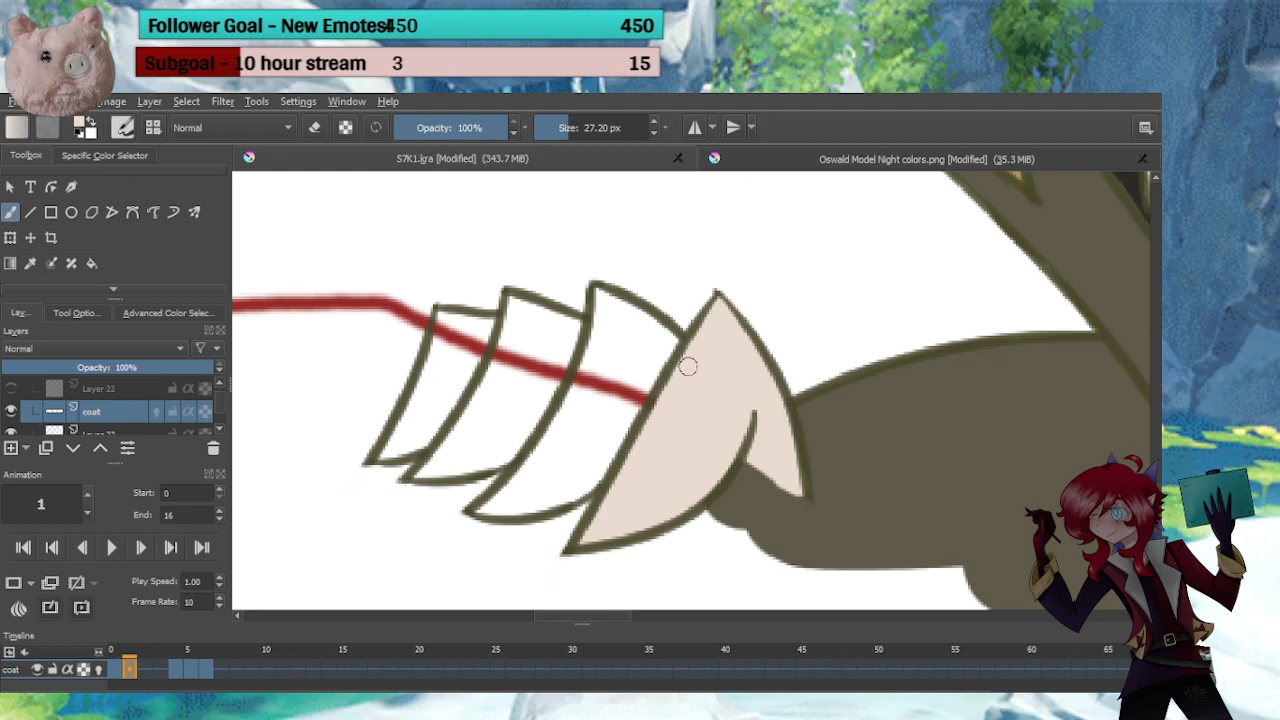 Follower Goal - New Emotes! 450 450
Subgoal - 10 hour stream 3 15
Layer Select Filter Tools Settings Window Help
Normal Opacity: 100% Size: 27.20 px
Toolbox Specific Color Selector S7K1.kra [Modified] (343.7 MiB) Oswald Model Night colors.png [Modified] (35.3 MiB)
Lay... Tool Optio... Advanced Color Selec...
Layers
Normal
Opacity: 100%
Layer 22
coat
Animation
1 Start: 0
End: 16
Play Speed: 1.00
Frame Rate: 10
Timeline
0 5 10 15 20 25 30 35 40 45 50 55 60 65
coat